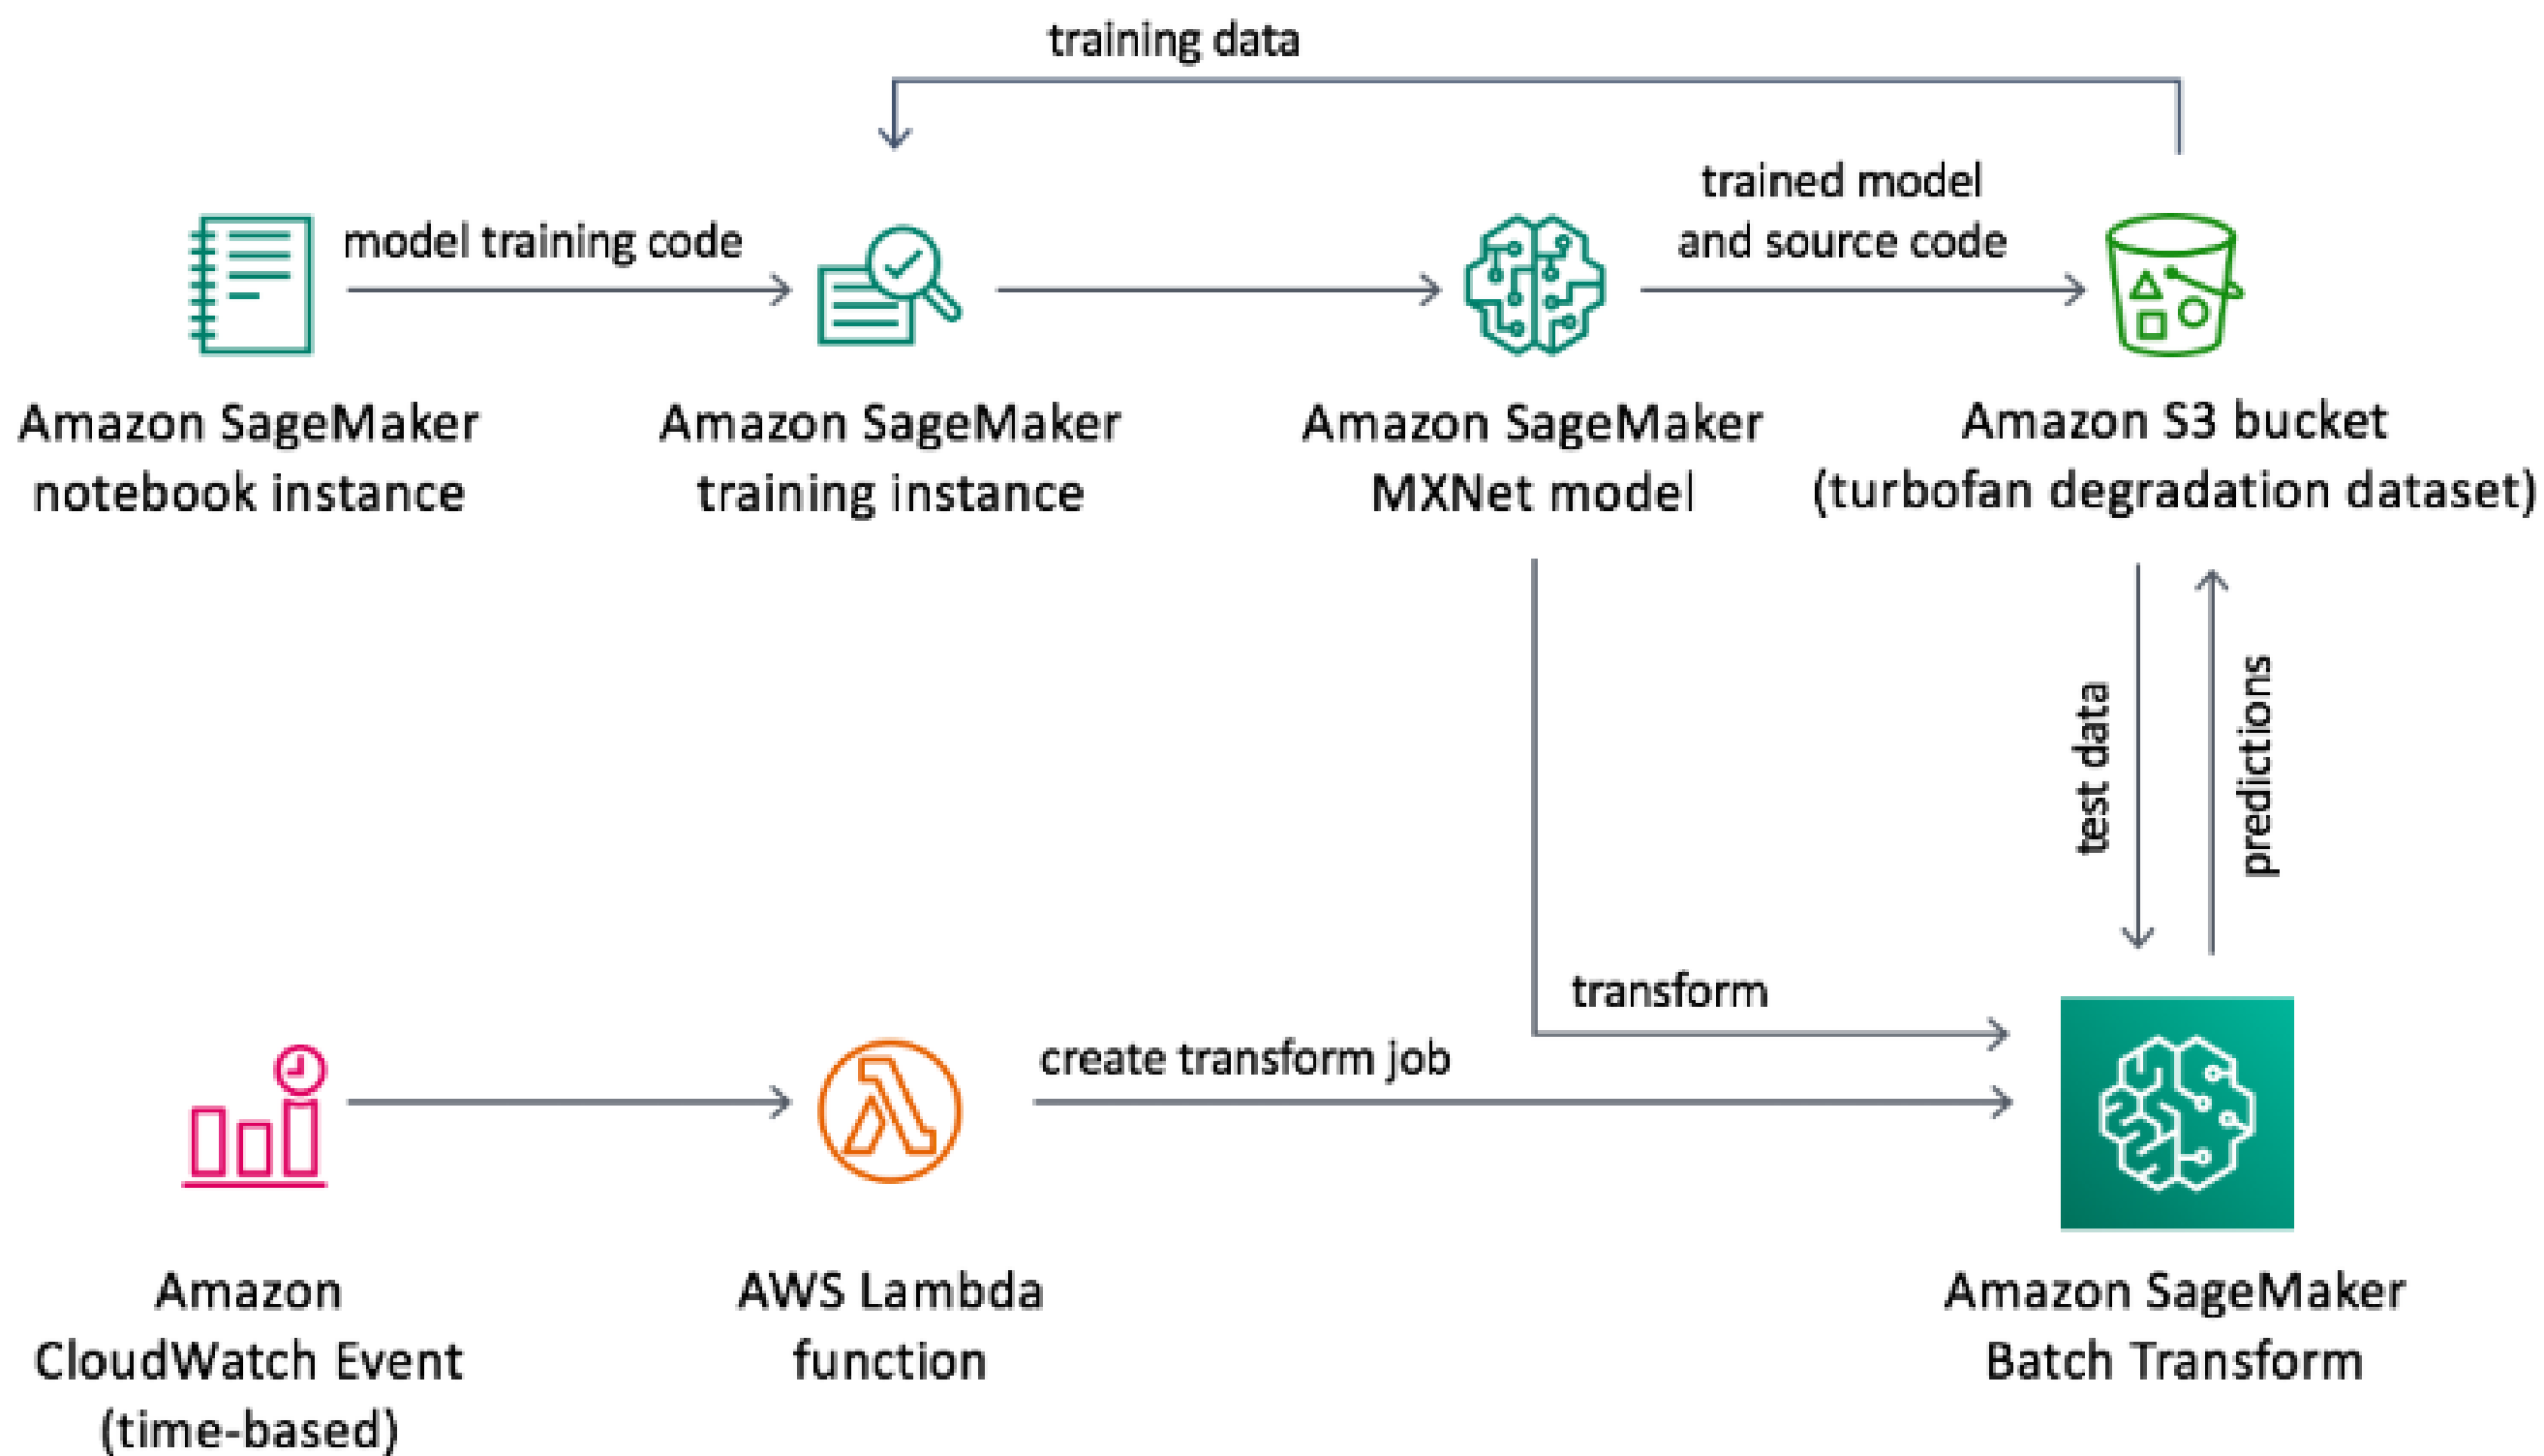 training data
trained model
and source code
model training code
Amazon SageMaker
notebook instance
Amazon SageMaker
training instance
Amazon SageMaker
MXNet model
Amazon S3 bucket
(turbofan degradation dataset)
test data
predictions
transform
create transform job
Amazon
CloudWatch Event
(time-based)
AWS Lambda
function
Amazon SageMaker
Batch Transform